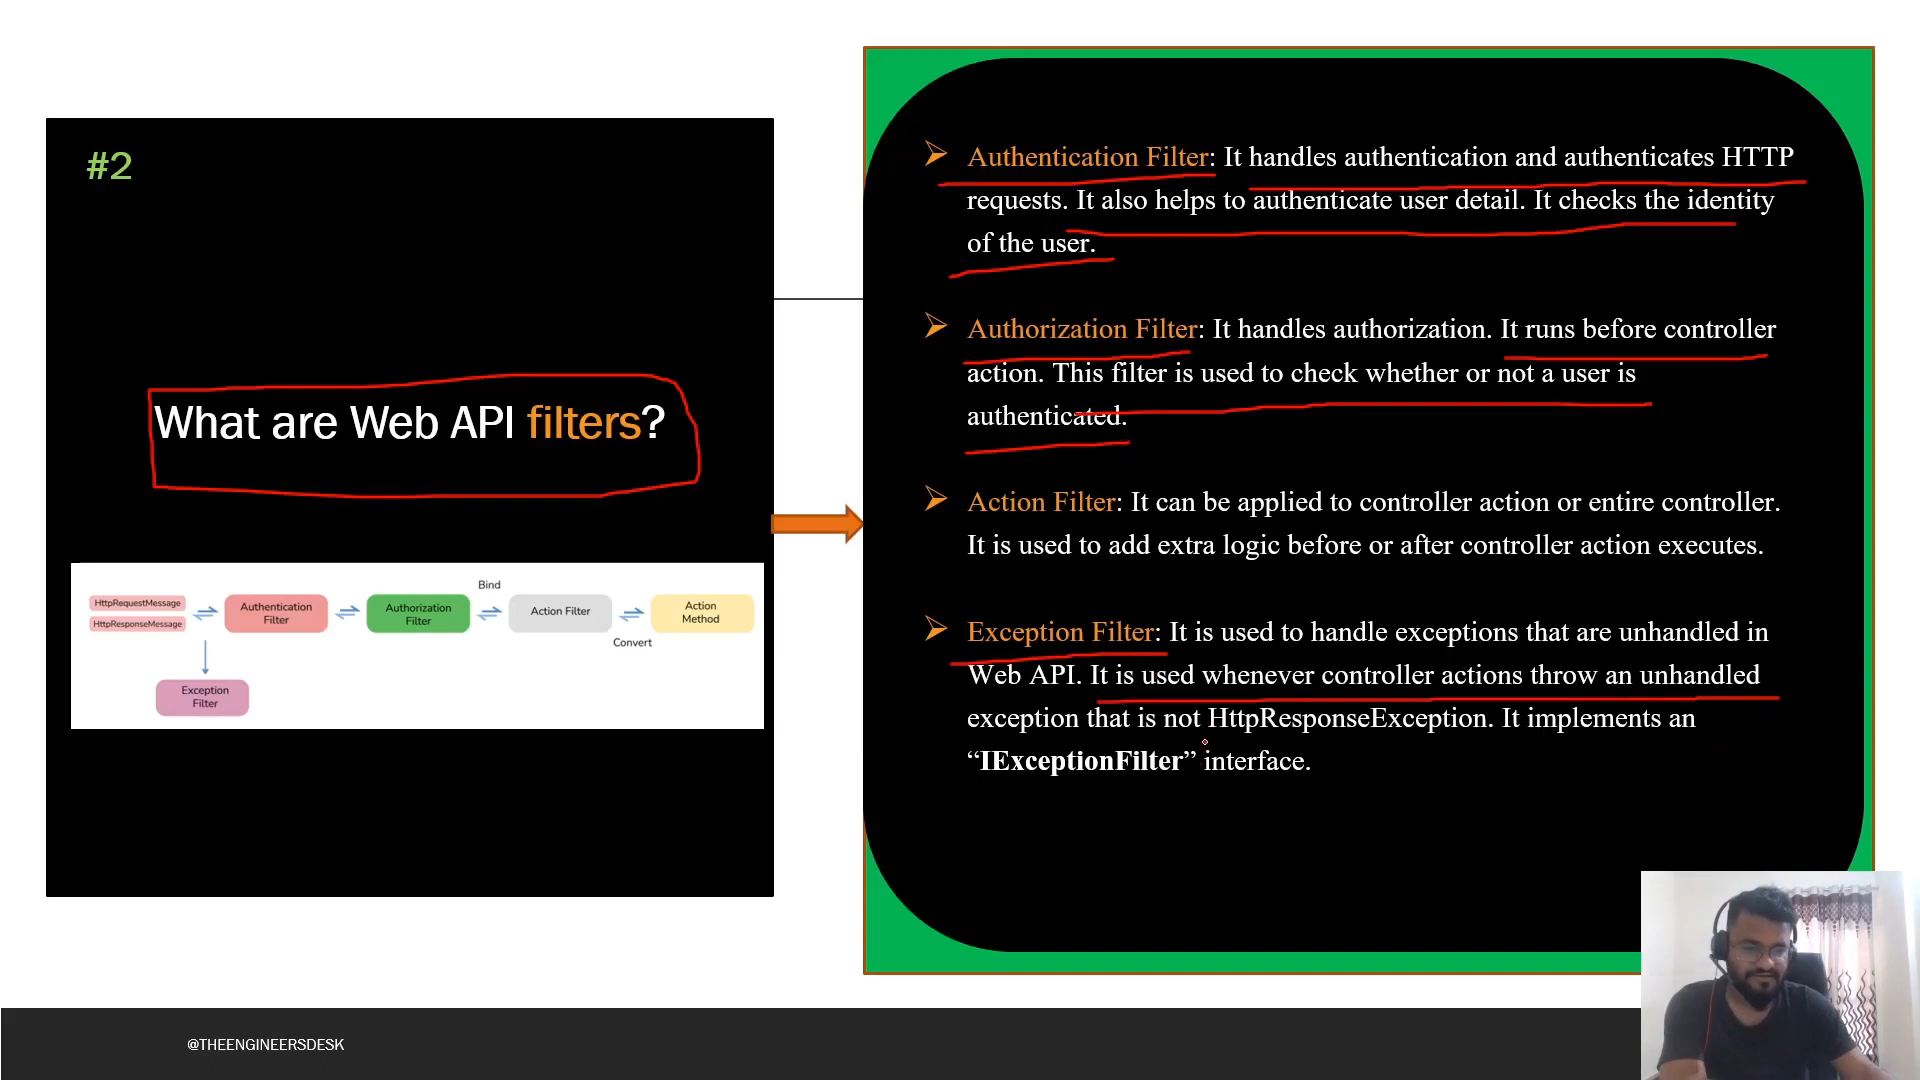 #2
What are Web API filters?
Bind
HttpRequestMessage
HttpResponseMessage
Authentication
Filter
Authorization
Filter
Action Filter
Action
Method
Convert
Exception
Filter
Authentication Filter: It handles authentication and authenticates HTTP
requests. It also helps to authenticate user detail. It checks the identity
of the user.
Authorization Filter: It handles authorization. It runs before controller
action. This filter is used to check whether or not a user is
authenticated.
Action Filter: It can be applied to controller action or entire controller.
It is used to add extra logic before or after controller action executes.
Exception Filter: It is used to handle exceptions that are unhandled in
Web API. It is used whenever controller actions throw an unhandled
exception that is not HttpResponseException. It implements an
“IExceptionFilter” interface.
@THEENGINEERSDESK